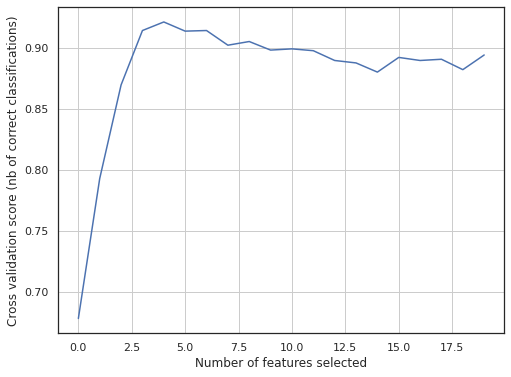 Cross validation score (nb of correct classifications)
0.90
0.85
0.80
0.75
0.70
0.0 2.5 5.0 7.5 10.0 12.5 15.0 17.5
Number of features selected